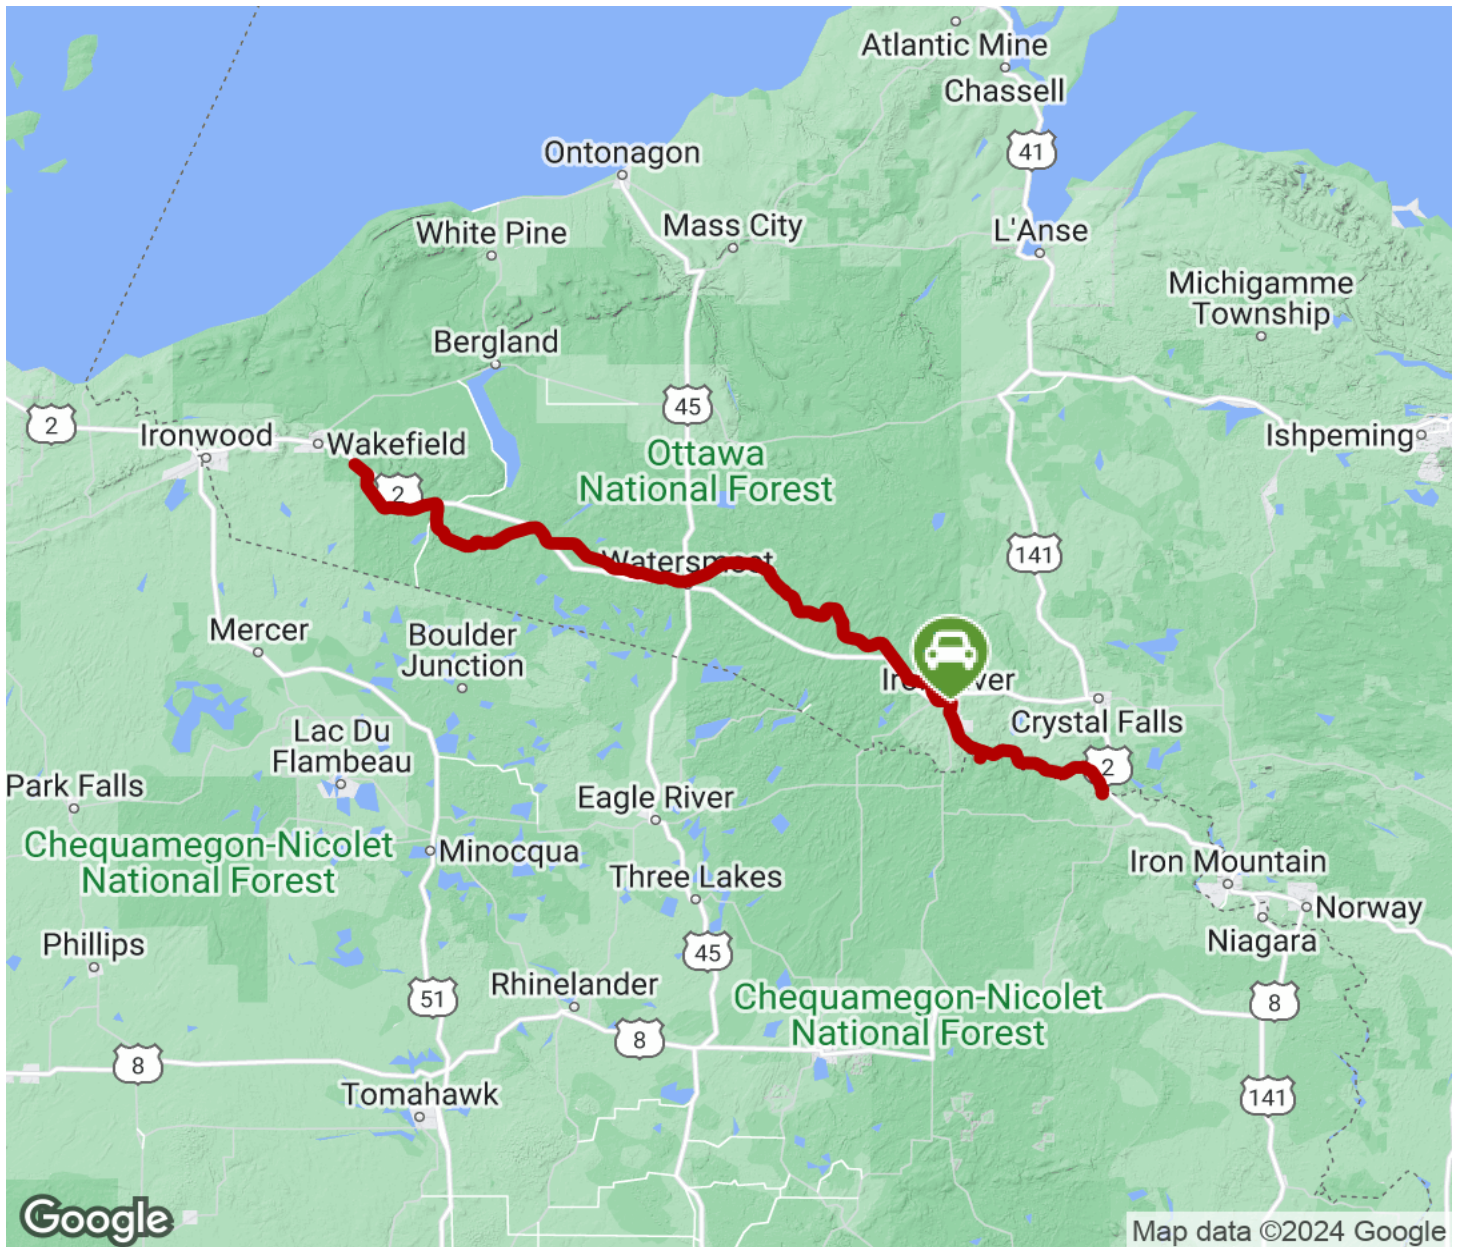 Atlantic Mine
Chassell
Ontonagon
41
Mass City
L'Anse
White Pine
Michigamme
Township
Bergland
45
2
Ironwood
Wakefield
Ishpeming
Ottawa
National Forest
2
141
Watersmeet
Mercer
Boulder
Junction
Crystal Falls
Lac Du
Flambeau
2
Park Falls
Eagle River
Chequamegon-Nicolet
National Forest
Minocqua
Iron Mountain
Three Lakes
Norway
Niagara
Phillips
45
Rhinelander
51
Chequamegon-Nicolet
National Forest
8
8
8
Tomahawk
141
Google
Map data ©2024 Google